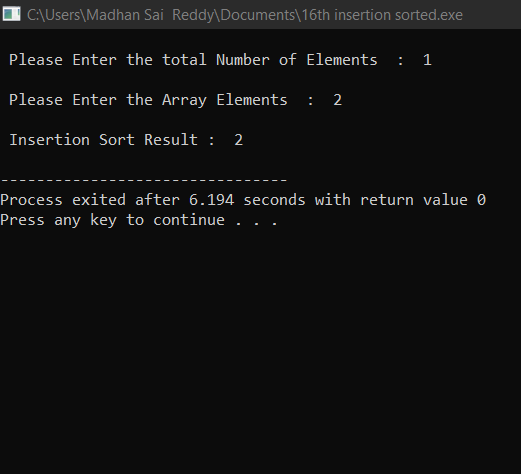 C:\Users\Madhan Sai  Reddy\Documents\16th insertion sorted.exe
Please Enter the total Number of Elements  :  1
Please Enter the Array Elements  :  2
Insertion Sort Result :  2
--------------------------------
Process exited after 6.194 seconds with return value 0
Press any key to continue . . .